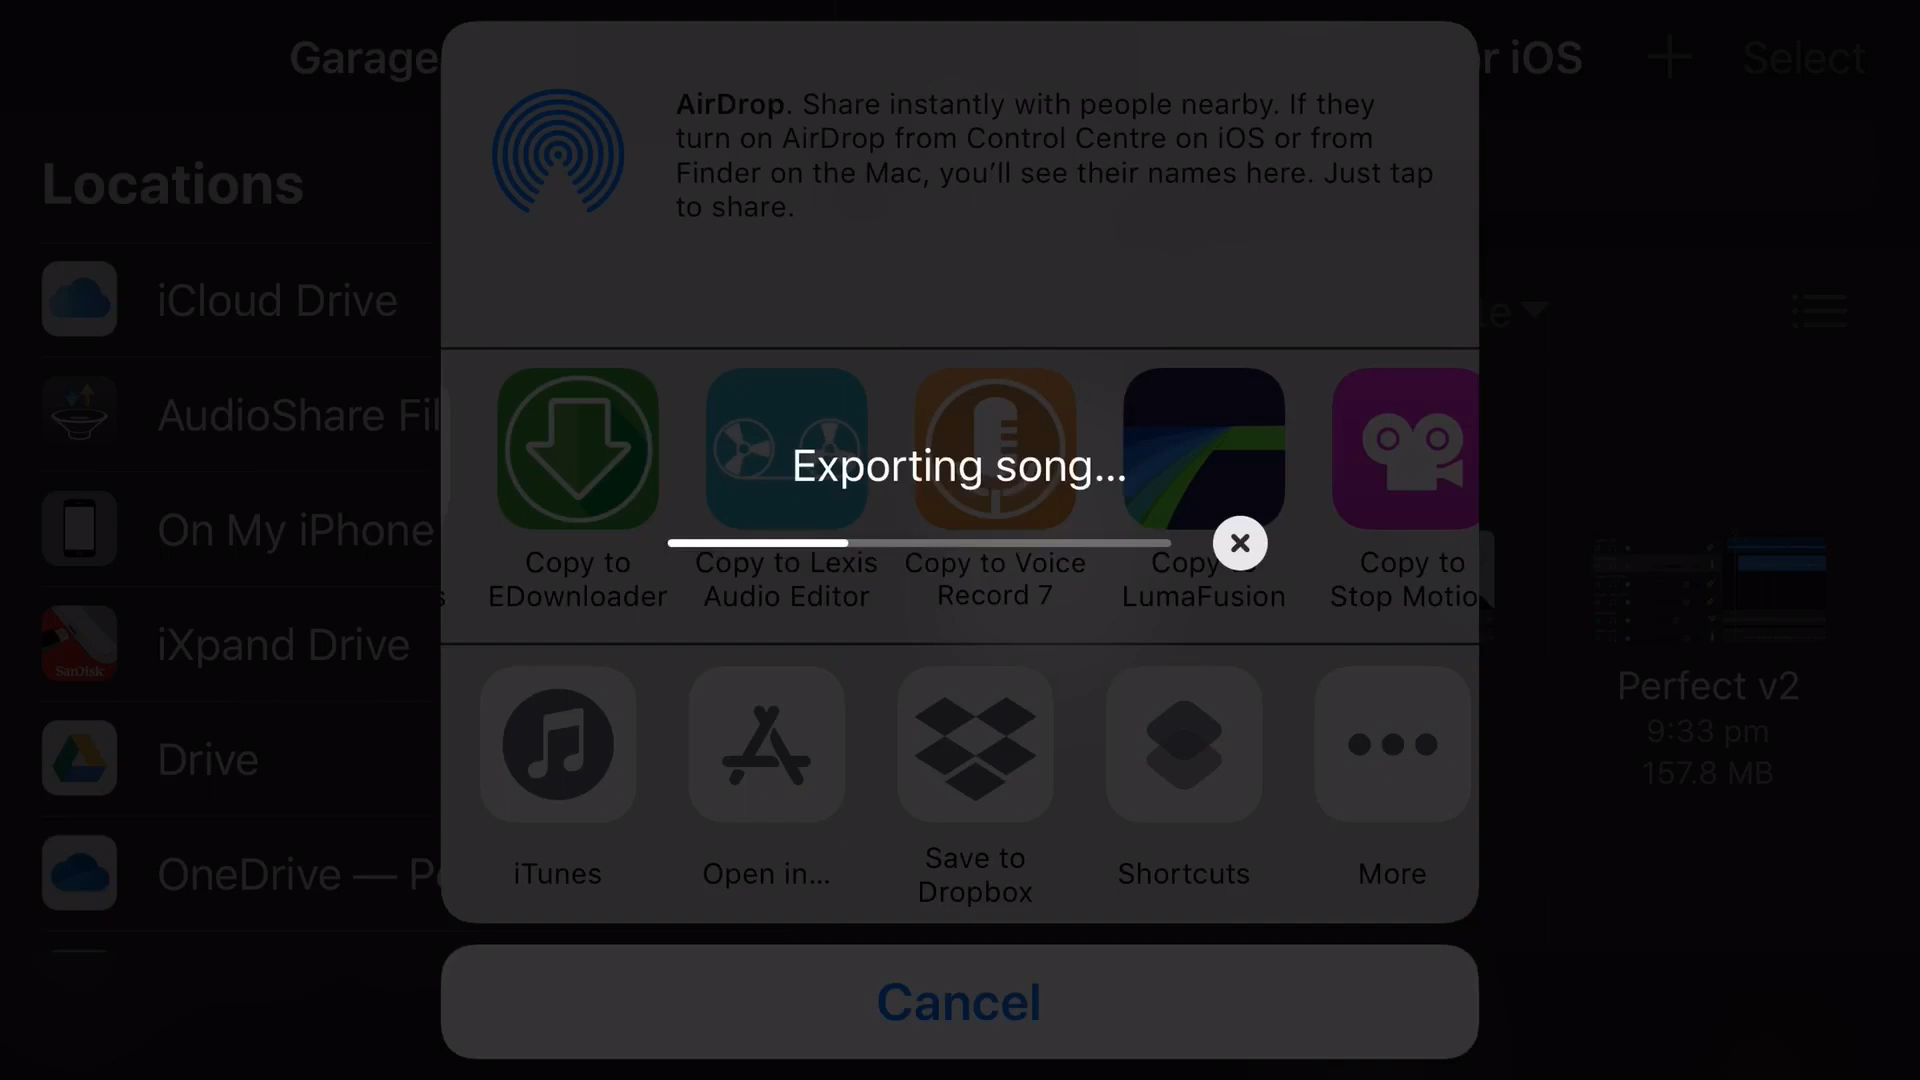 Garage
r iOS
Select
Locations
iCloud Drive
AudioShare Fil
On My iPhone
iXpand Drive
SanDisk
Drive
OneDrive — P
AirDrop. Share instantly with people nearby. If they
turn on AirDrop from Control Centre on iOS or from
Finder on the Mac, you’ll see their names here. Just tap
to share.
Exporting song...
Copy to
EDownloader
Copy to Lexis
Audio Editor
Copy to Voice
Record 7
Copy to
LumaFusion
Copy to
Stop Motio
iTunes
Open in...
Save to
Dropbox
Shortcuts
More
Cancel
Perfect v2
9:33 pm
157.8 MB